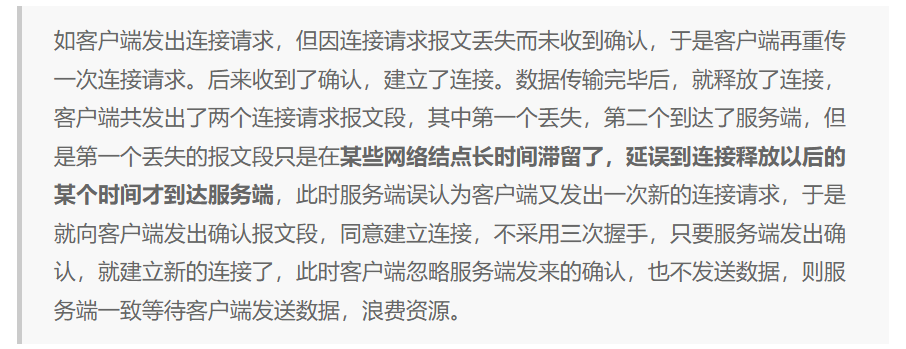 如客户端发出连接请求，但因连接请求报文丢失而未收到确认，于是客户端再重传
一次连接请求。后来收到了确认，建立了连接。数据传输完毕后，就释放了连接，
客户端共发出了两个连接请求报文段，其中第一个丢失，第二个到达了服务端，但
是第一个丢失的报文段只是在某些网络结点长时间滞留了，延误到连接释放以后的
某个时间才到达服务端，此时服务端误认为客户端又发出一次新的连接请求，于是
就向客户端发出确认报文段，同意建立连接，不采用三次握手，只要服务端发出确
认，就建立新的连接了，此时客户端忽略服务端发来的确认，也不发送数据，则服
务端一致等待客户端发送数据，浪费资源。